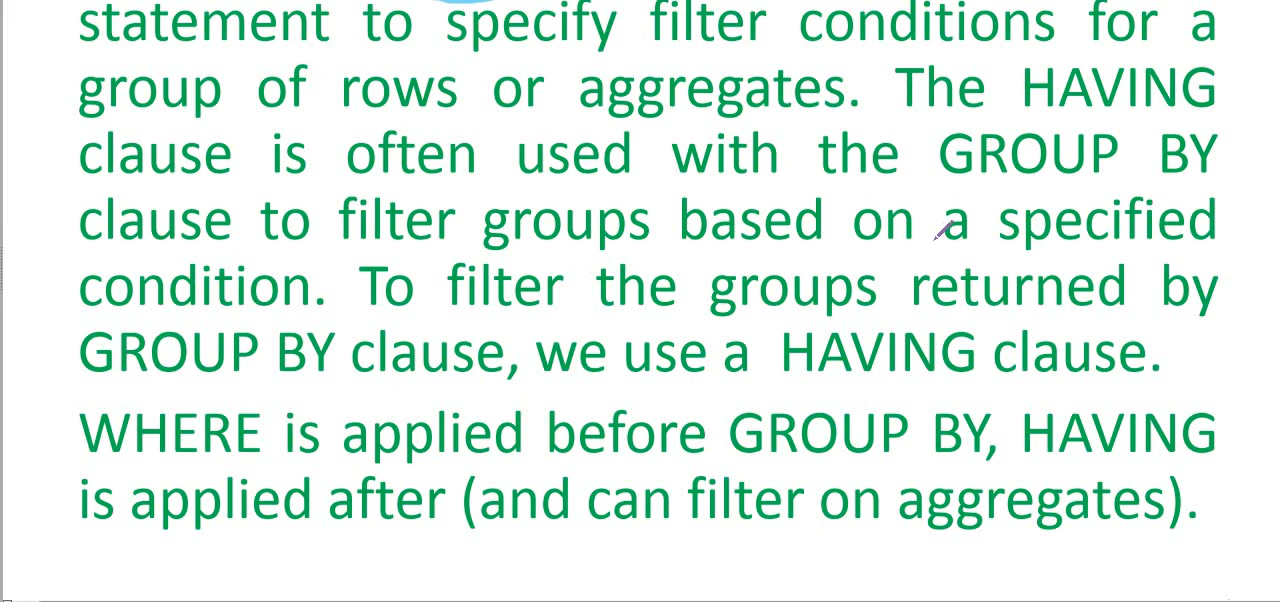 statement to specify filter conditions for a
group of rows or aggregates. The HAVING
clause is often used with the GROUP BY
clause to filter groups based on a specified
condition. To filter the groups returned by
GROUP BY clause, we use a HAVING clause.
WHERE is applied before GROUP BY, HAVING
is applied after (and can filter on aggregates).